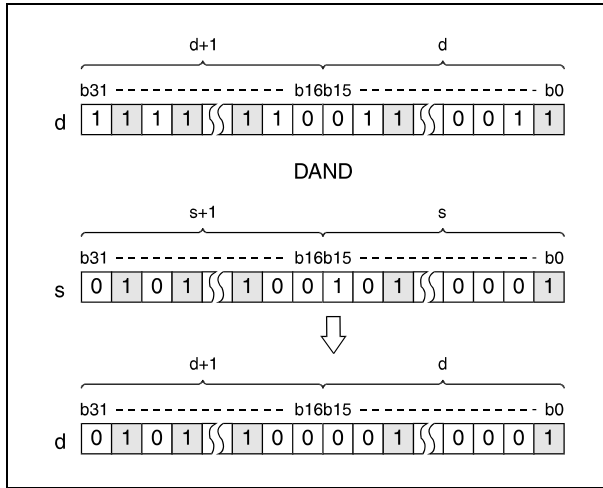 d+1 d
b31 b16b15 b0
d 1 1 1 1 1 1 0 0 1 1 0 0 1 1
DAND
s+1 s
b31 b16b15 b0
s 0 1 0 1 1 0 0 1 0 1 0 0 0 1
d+1 d
b31 b16b15 b0
d 0 1 0 1 1 0 0 0 0 1 0 0 0 1